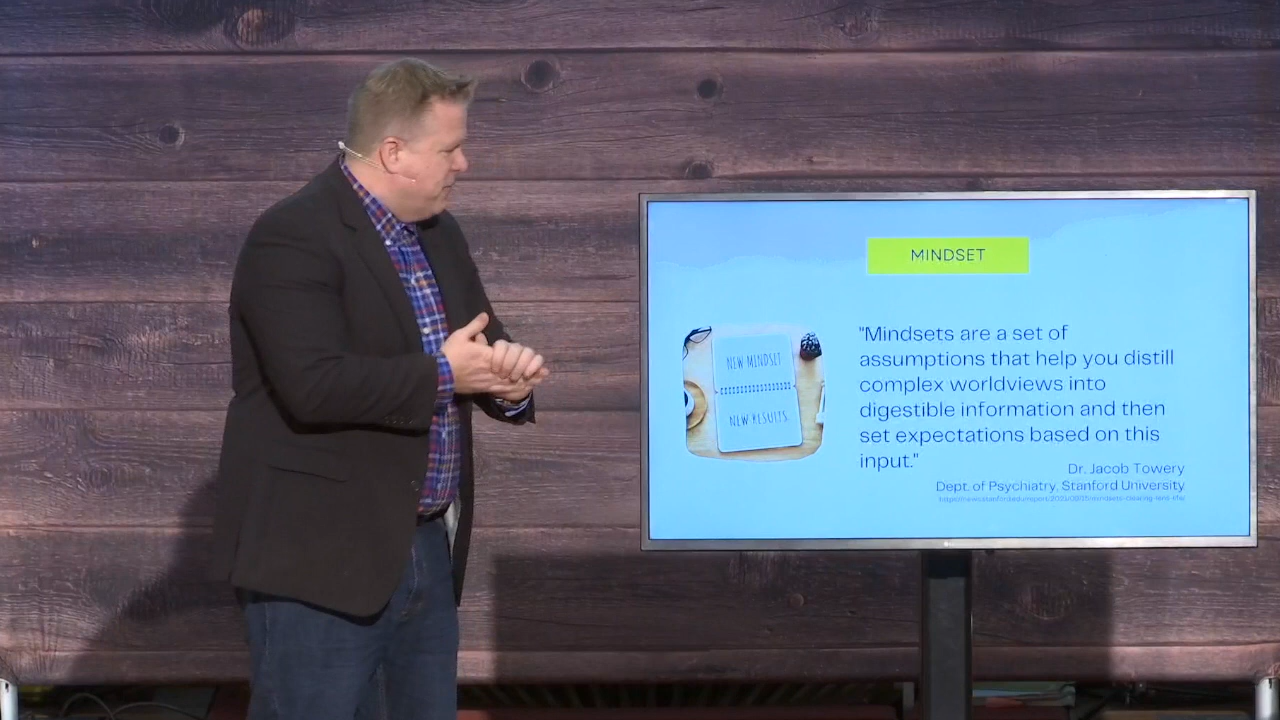 MINDSET
NEW MINDSET
NEW RESULTS
"Mindsets are a set of
assumptions that help you distill
complex worldviews into
digestible information and then
set expectations based on this
input."
Dr. Jacob Towery
Dept. of Psychiatry, Stanford University